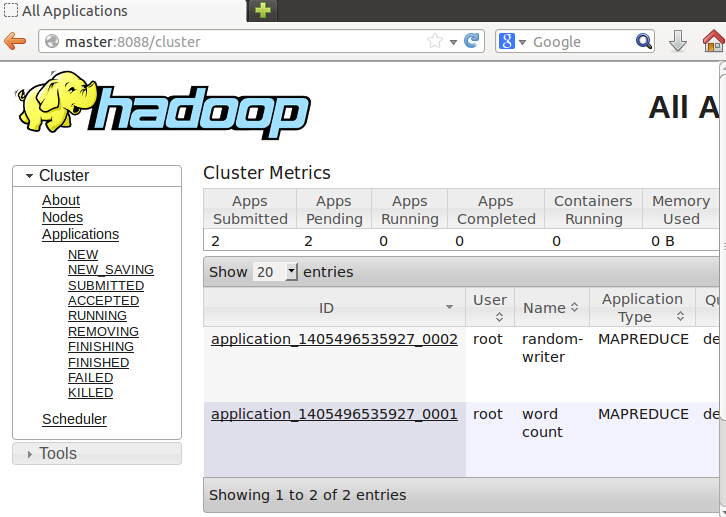 All Applications
master:8088/cluster
Google
hadoop
All A
Cluster
About
Nodes
Applications
NEW
NEW_SAVING
SUBMITTED
ACCEPTED
RUNNING
REMOVING
FINISHING
FINISHED
FAILED
KILLED
Scheduler
Tools
Cluster Metrics
Apps Submitted Apps Pending Apps Running Apps Completed Containers Running Memory Used
2 2 0 0 0 0 B
Show 20 entries
ID User Name Application Type Qu
application_1405496535927_0002 root random-writer MAPREDUCE de
application_1405496535927_0001 root word count MAPREDUCE de
Showing 1 to 2 of 2 entries